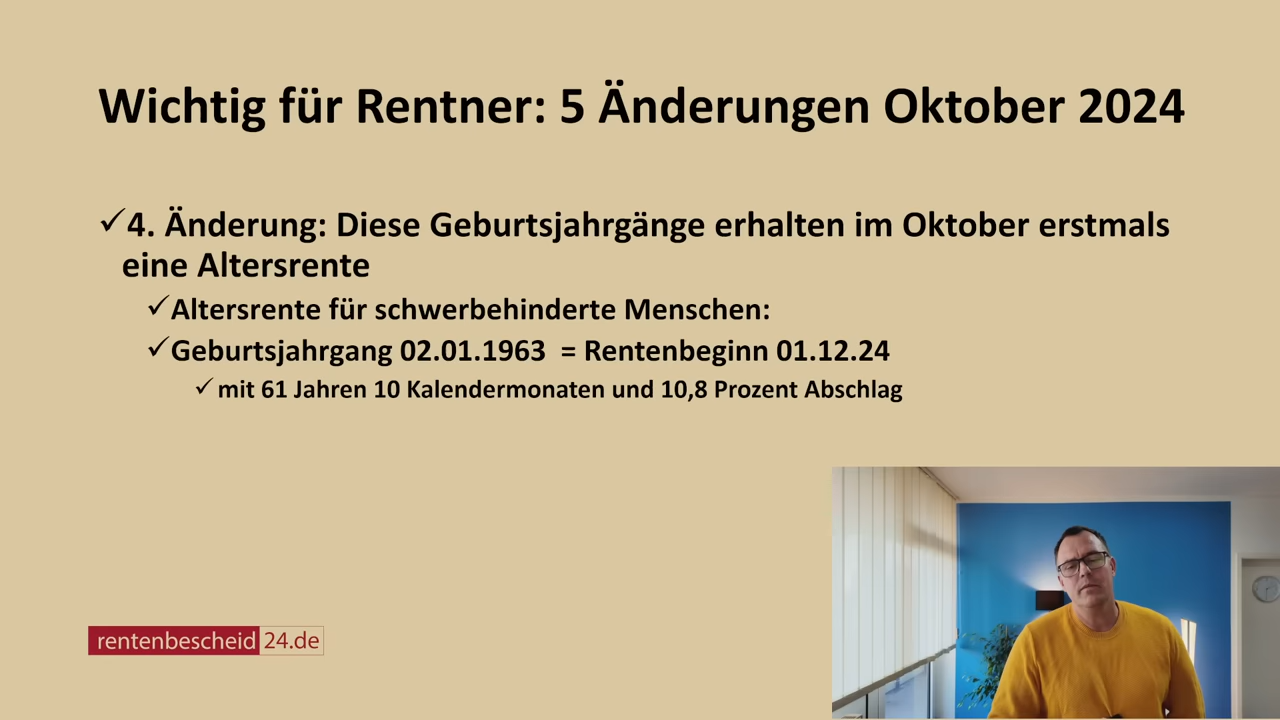 Wichtig für Rentner: 5 Änderungen Oktober 2024
✓4. Änderung: Diese Geburtsjahrgänge erhalten im Oktober erstmals
eine Altersrente
✓Altersrente für schwerbehinderte Menschen:
✓Geburtsjahrgang 02.01.1963 = Rentenbeginn 01.12.24
✓mit 61 Jahren 10 Kalendermonaten und 10,8 Prozent Abschlag
rentenbescheid 24.de